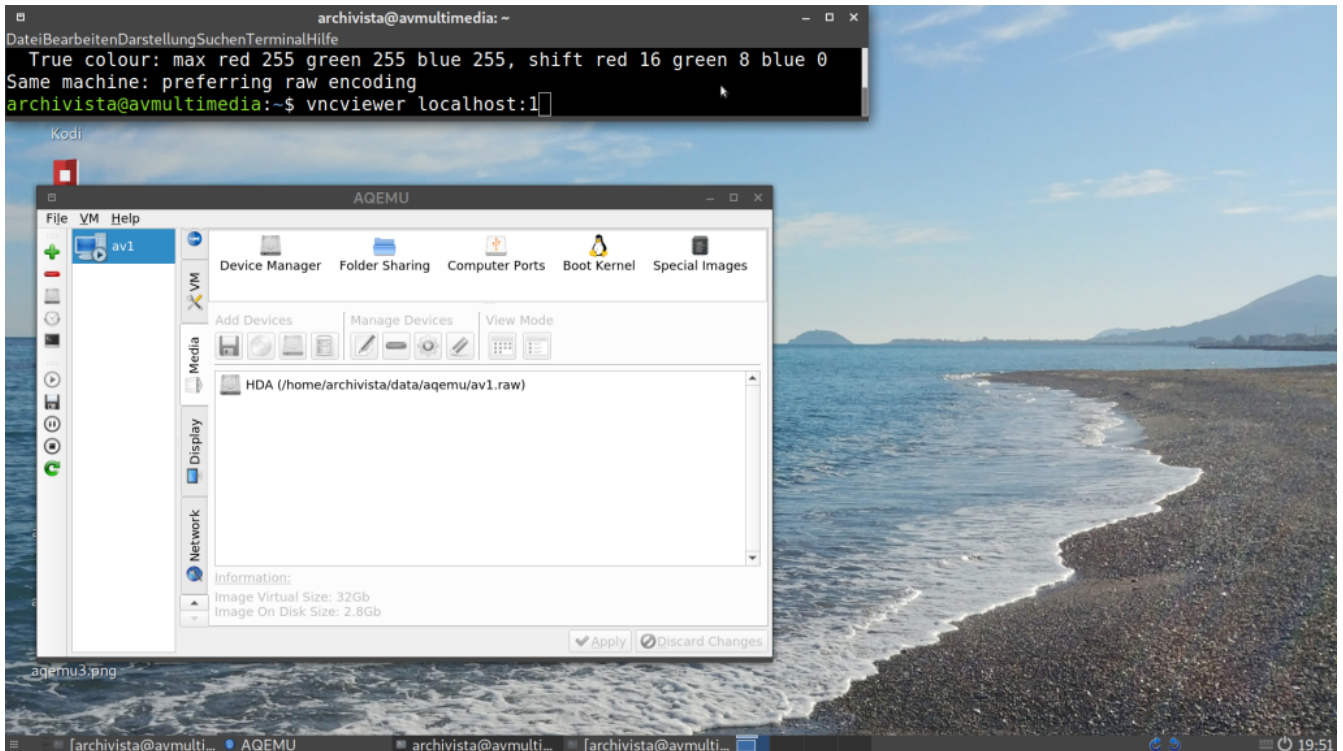 archivista@avmultimedia: ~
DateiBearbeitenDarstellungSuchenTerminalHilfe
True colour: max red 255 green 255 blue 255, shift red 16 green 8 blue 0
Same machine: preferring raw encoding
archivista@avmultimedia:~$ vncviewer localhost:1
Kodi
AQEMU
File VM Help
av1
VM
Media
Display
Network
Device Manager Folder Sharing Computer Ports Boot Kernel Special Images
Add Devices Manage Devices View Mode
HDA (/home/archivista/data/aqemu/av1.raw)
Information:
Image Virtual Size: 32Gb
Image On Disk Size: 2.8Gb
Apply Discard Changes
aqemu3.png
[archivista@avmulti... AQEMU archivista@avmulti... [archivista@avmulti... 19:51